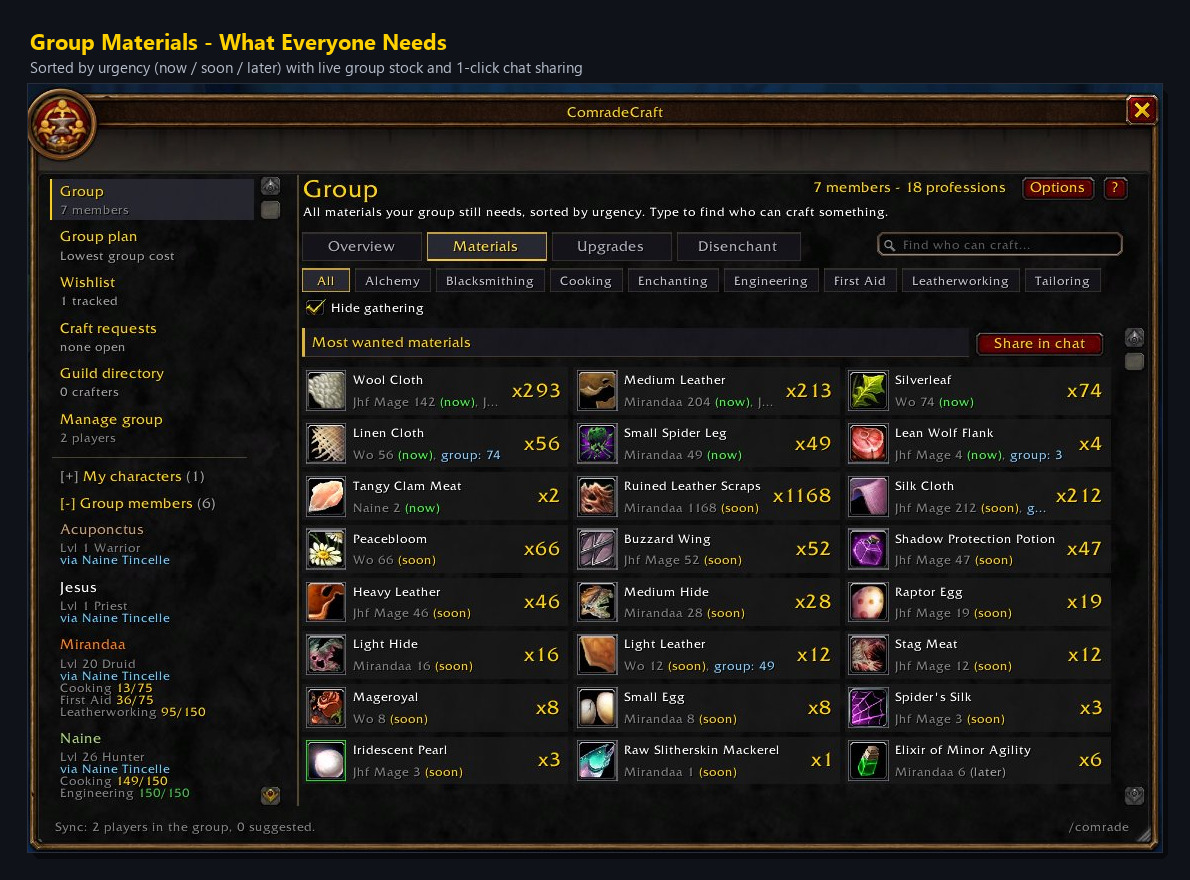 Group Materials - What Everyone Needs
Sorted by urgency (now / soon / later) with live group stock and 1-click chat sharing
ComradeCraft
Group
7 members
Group plan
Lowest group cost
Wishlist
1 tracked
Craft requests
none open
Guild directory
0 crafters
Manage group
2 players
[+] My characters (1)
[-] Group members (6)
Acuponctus
Lvl 1 Warrior
via Naine Tincelle
Jesus
Lvl 1 Priest
via Naine Tincelle
Mirandaa
Lvl 20 Druid
via Naine Tincelle
Cooking 13/75
First Aid 36/75
Leatherworking 95/150
Naine
Lvl 26 Hunter
via Naine Tincelle
Cooking 149/150
Engineering 150/150
Group
7 members - 18 professions
Options
?
All materials your group still needs, sorted by urgency. Type to find who can craft something.
Overview
Materials
Upgrades
Disenchant
Find who can craft...
All
Alchemy
Blacksmithing
Cooking
Enchanting
Engineering
First Aid
Leatherworking
Tailoring
Hide gathering
Most wanted materials
Share in chat
Wool Cloth
Jhf Mage 142 (now), J...
x293
Medium Leather
Mirandaa 204 (now), J...
x213
Silverleaf
Wo 74 (now)
x74
Linen Cloth
Wo 56 (now), group: 74
x56
Small Spider Leg
Mirandaa 49 (now)
x49
Lean Wolf Flank
Jhf Mage 4 (now), group: 3
x4
Tangy Clam Meat
Naine 2 (now)
x2
Ruined Leather Scraps
Mirandaa 1168 (soon)
x1168
Silk Cloth
Jhf Mage 212 (soon), g...
x212
Peacebloom
Wo 66 (soon)
x66
Buzzard Wing
Jhf Mage 52 (soon)
x52
Shadow Protection Potion
Jhf Mage 47 (soon)
x47
Heavy Leather
Jhf Mage 46 (soon)
x46
Medium Hide
Mirandaa 28 (soon)
x28
Raptor Egg
Jhf Mage 19 (soon)
x19
Light Hide
Mirandaa 16 (soon)
x16
Light Leather
Wo 12 (soon), group: 49
x12
Stag Meat
Jhf Mage 12 (soon)
x12
Mageroyal
Wo 8 (soon)
x8
Small Egg
Mirandaa 8 (soon)
x8
Spider's Silk
Jhf Mage 3 (soon)
x3
Iridescent Pearl
Jhf Mage 3 (soon)
x3
Raw Slitherskin Mackerel
Mirandaa 1 (soon)
x1
Elixir of Minor Agility
Mirandaa 6 (later)
x6
Sync: 2 players in the group, 0 suggested.
/comrade